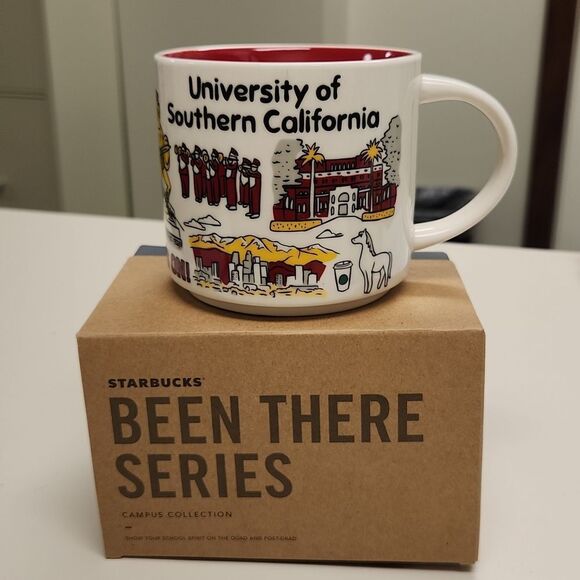 University of
Southern California
ON!
STARBUCKS
BEEN THERE
SERIES
CAMPUS COLLECTION
SHOW YOUR SCHOOL SPIRIT ON THE QUAD AND POST-GRAD